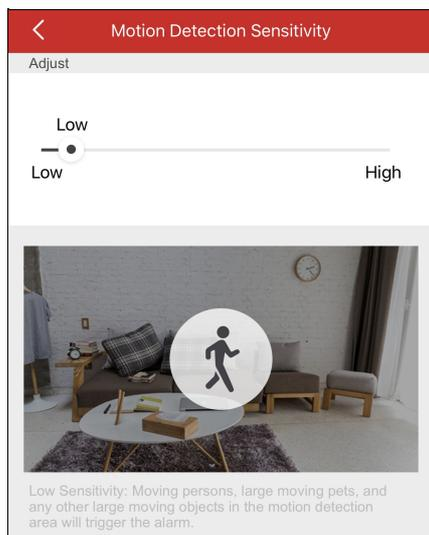 Motion Detection Sensitivity
Adjust
Low
Low
High
Low Sensitivity: Moving persons, large moving pets, and
any other large moving objects in the motion detection
area will trigger the alarm.